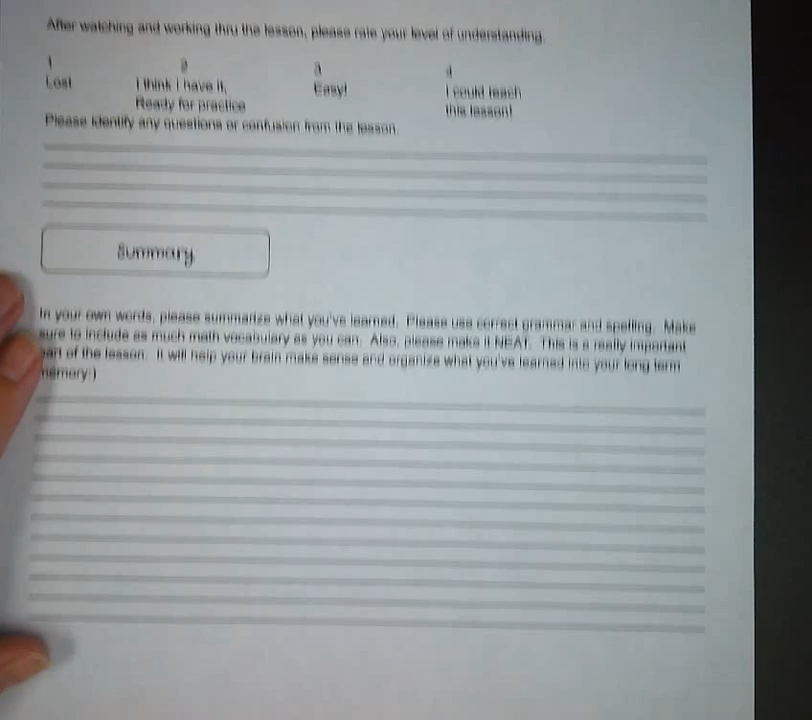 After watching and working thru the lesson, please rate your level of understanding.
1 2 3 4
Lost I think I have it, Easy! I could teach
Ready for practice this lesson!
Please identify any questions or confusion from the lesson.
Summary
In your own words, please summarize what you've learned. Please use correct grammar and spelling. Make
sure to include as much math vocabulary as you can. Also, please make it NEAT. This is a really important
part of the lesson. It will help your brain make sense and organize what you've learned into your long term
memory:)